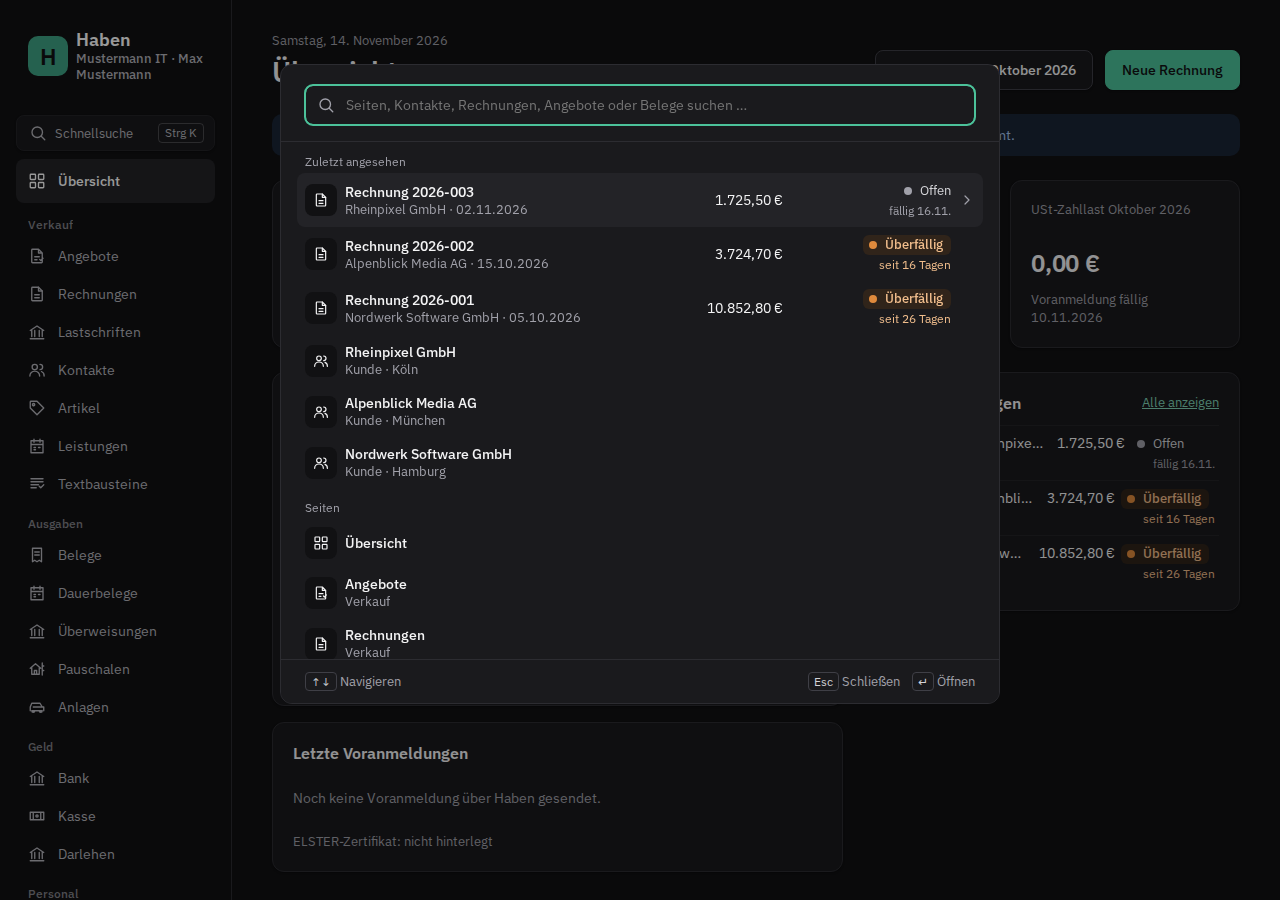 Haben
Mustermann IT · Max
Mustermann
Schnellsuche Strg K
Übersicht
Verkauf
Angebote
Rechnungen
Lastschriften
Kontakte
Artikel
Leistungen
Textbausteine
Ausgaben
Belege
Dauerbelege
Überweisungen
Pauschalen
Anlagen
Geld
Bank
Kasse
Darlehen
Personal
Samstag, 14. November 2026
Oktober 2026
Neue Rechnung
Seiten, Kontakte, Rechnungen, Angebote oder Belege suchen ...
Zuletzt angesehen
Rechnung 2026-003
Rheinpixel GmbH · 02.11.2026
1.725,50 €
Offen
fällig 16.11.
Rechnung 2026-002
Alpenblick Media AG · 15.10.2026
3.724,70 €
Überfällig
seit 16 Tagen
Rechnung 2026-001
Nordwerk Software GmbH · 05.10.2026
10.852,80 €
Überfällig
seit 26 Tagen
Rheinpixel GmbH
Kunde · Köln
Alpenblick Media AG
Kunde · München
Nordwerk Software GmbH
Kunde · Hamburg
Seiten
Übersicht
Angebote
Verkauf
Rechnungen
Verkauf
↑↓ Navigieren
Esc Schließen
↵ Öffnen
USt-Zahllast Oktober 2026
0,00 €
Voranmeldung fällig
10.11.2026
Alle anzeigen
1.725,50 € Offen
fällig 16.11.
3.724,70 € Überfällig
seit 16 Tagen
10.852,80 € Überfällig
seit 26 Tagen
Letzte Voranmeldungen
Noch keine Voranmeldung über Haben gesendet.
ELSTER-Zertifikat: nicht hinterlegt